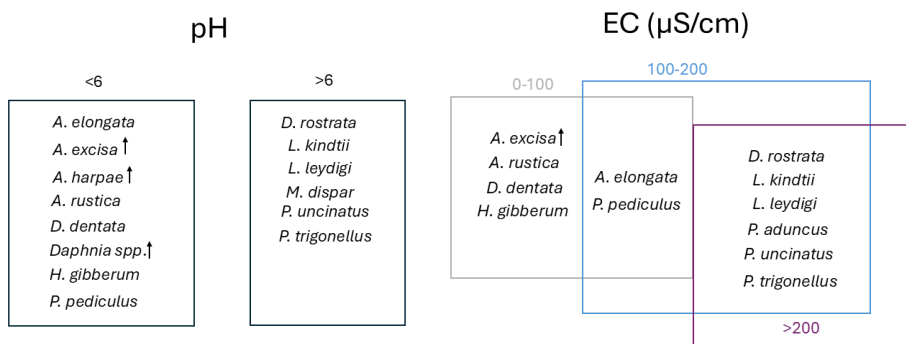 pH
<6
A. elongata
A. excisa↑
A. harpae↑
A. rustica
D. dentata
Daphnia spp.↑
H. gibberum
P. pediculus
>6
D. rostrata
L. kindtii
L. leydigi
M. dispar
P. uncinatus
P. trigonellus
EC (µS/cm)
0-100
100-200
A. excisa↑
A. rustica
D. dentata
H. gibberum
A. elongata
P. pediculus
D. rostrata
L. kindtii
L. leydigi
P. aduncus
P. uncinatus
P. trigonellus
>200